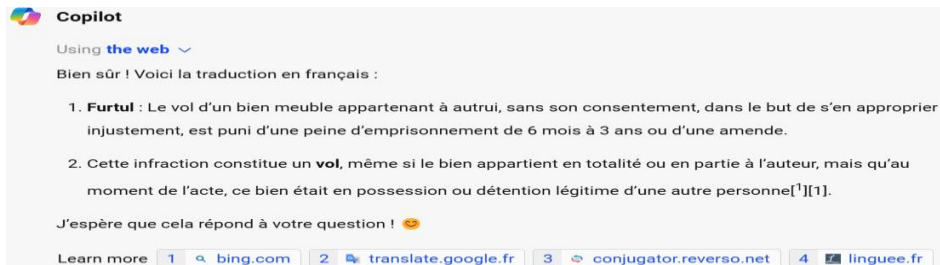 Copilot
Using the web
Bien sûr ! Voici la traduction en français :
1. Furtul : Le vol d'un bien meuble appartenant à autrui, sans son consentement, dans le but de s'en approprier
injustement, est puni d'une peine d'emprisonnement de 6 mois à 3 ans ou d'une amende.
2. Cette infraction constitue un vol, même si le bien appartient en totalité ou en partie à l'auteur, mais qu'au
moment de l'acte, ce bien était en possession ou détention légitime d'une autre personne[¹][1].
J'espère que cela répond à votre question ! 😊
Learn more 1 bing.com 2 translate.google.fr 3 conjugator.reverso.net 4 linguee.fr